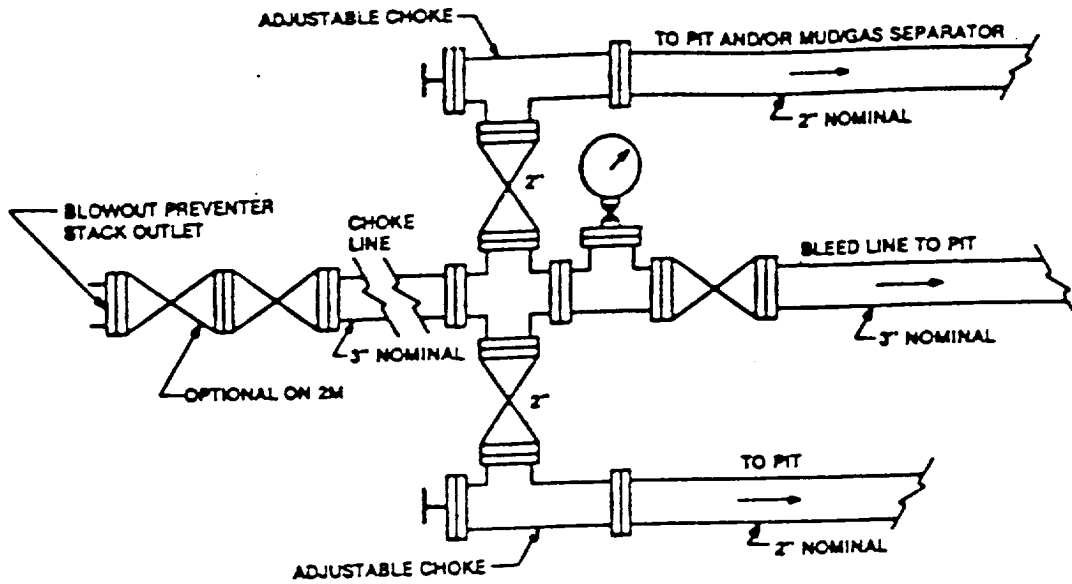 ADJUSTABLE CHOKE
TO PIT AND/OR MUD/GAS SEPARATOR
2" NOMINAL
2"
BLOWOUT PREVENTER
STACK OUTLET
CHOKE
LINE
BLEED LINE TO PIT
3" NOMINAL
3" NOMINAL
OPTIONAL ON 2M
2"
TO PIT
2" NOMINAL
ADJUSTABLE CHOKE